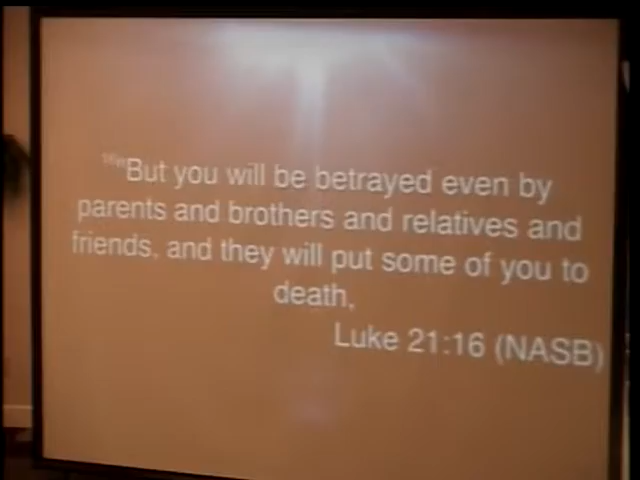 "But you will be betrayed even by
parents and brothers and relatives and
friends, and they will put some of you to
death,
Luke 21:16 (NASB)